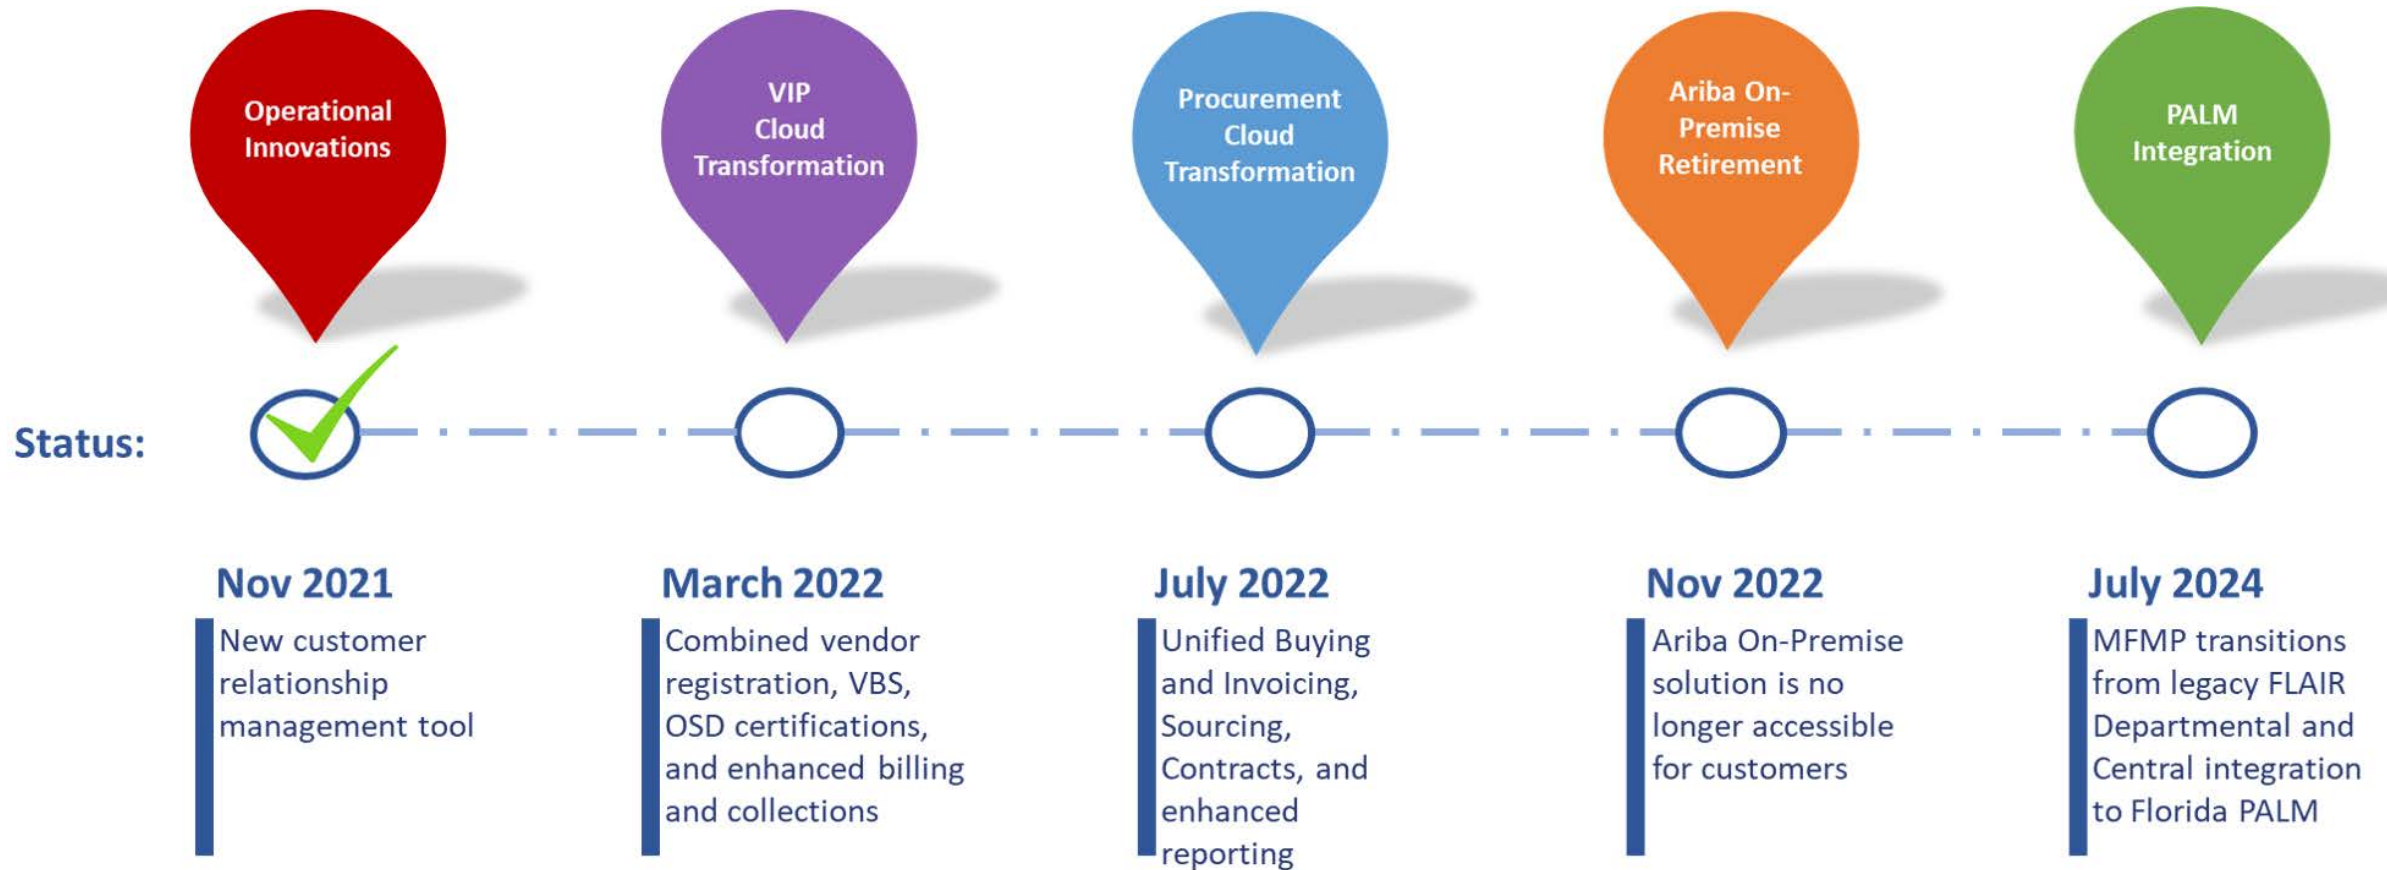 Operational
Innovations
VIP
Cloud
Transformation
Procurement
Cloud
Transformation
Ariba On-
Premise
Retirement
PALM
Integration
Status:
Nov 2021
New customer
relationship
management tool
March 2022
Combined vendor
registration, VBS,
OSD certifications,
and enhanced billing
and collections
July 2022
Unified Buying
and Invoicing,
Sourcing,
Contracts, and
enhanced
reporting
Nov 2022
Ariba On-Premise
solution is no
longer accessible
for customers
July 2024
MFMP transitions
from legacy FLAIR
Departmental and
Central integration
to Florida PALM